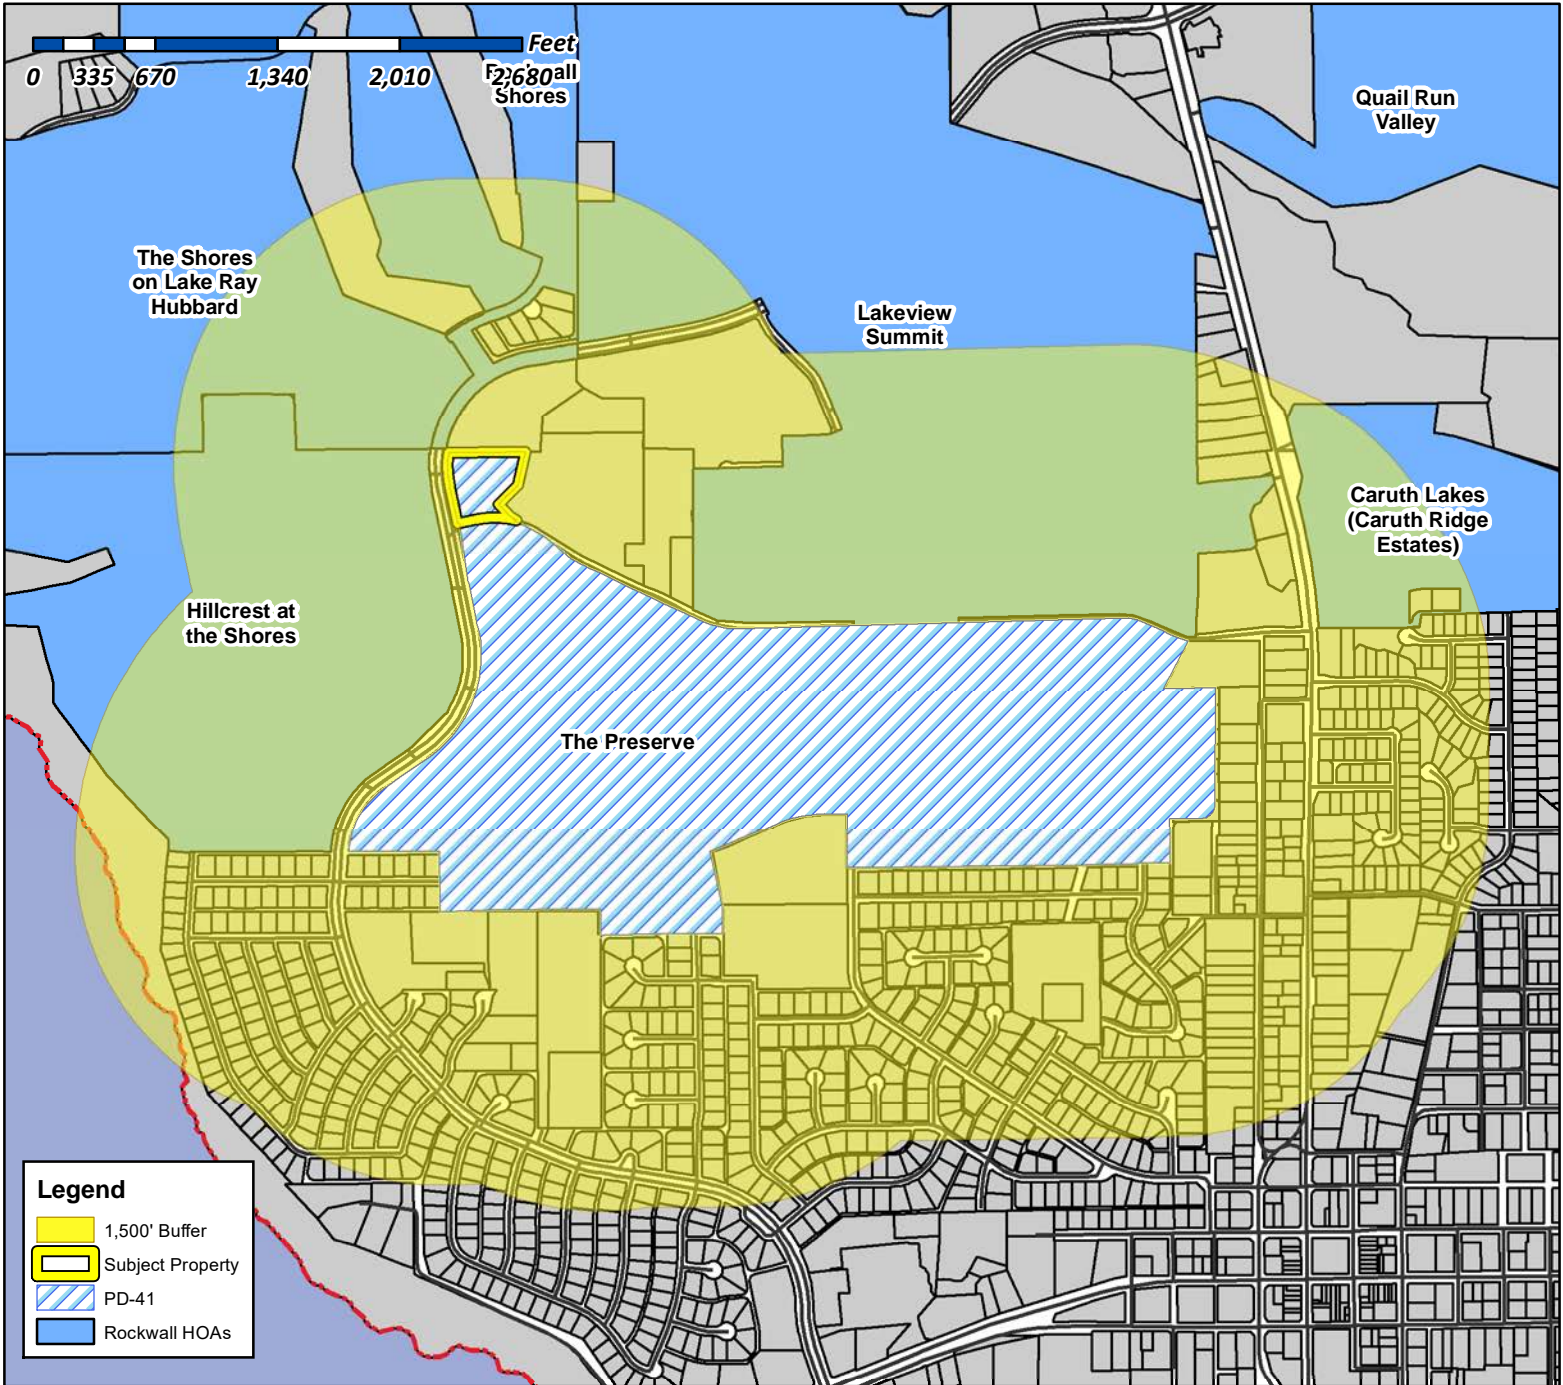 Feet
0 335 670 1,340 2,010 2,680
Shores
Quail Run
Valley
The Shores
on Lake Ray
Hubbard
Lakeview
Summit
Caruth Lakes
(Caruth Ridge
Estates)
Hillcrest at
the Shores
The Preserve
Legend
1,500' Buffer
Subject Property
PD-41
Rockwall HOAs